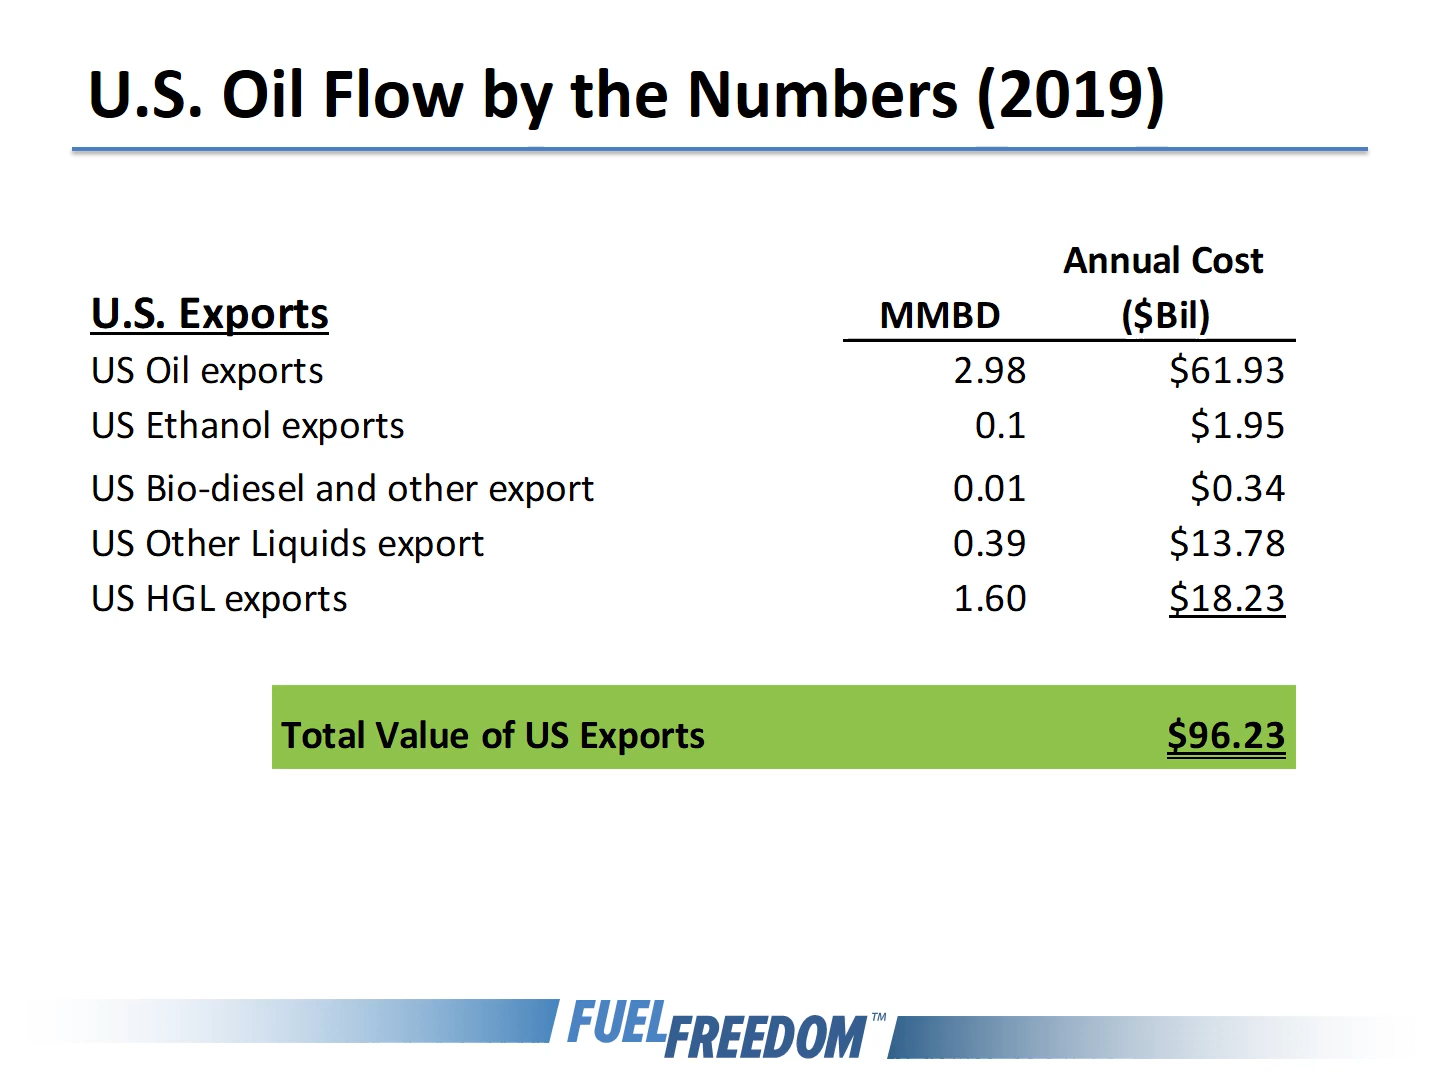 U.S. Oil Flow by the Numbers (2019)
Annual Cost
U.S. Exports MMBD ($Bil)
US Oil exports 2.98 $61.93
US Ethanol exports 0.1 $1.95
US Bio-diesel and other export 0.01 $0.34
US Other Liquids export 0.39 $13.78
US HGL exports 1.60 $18.23
Total Value of US Exports $96.23
FUEL FREEDOM ™